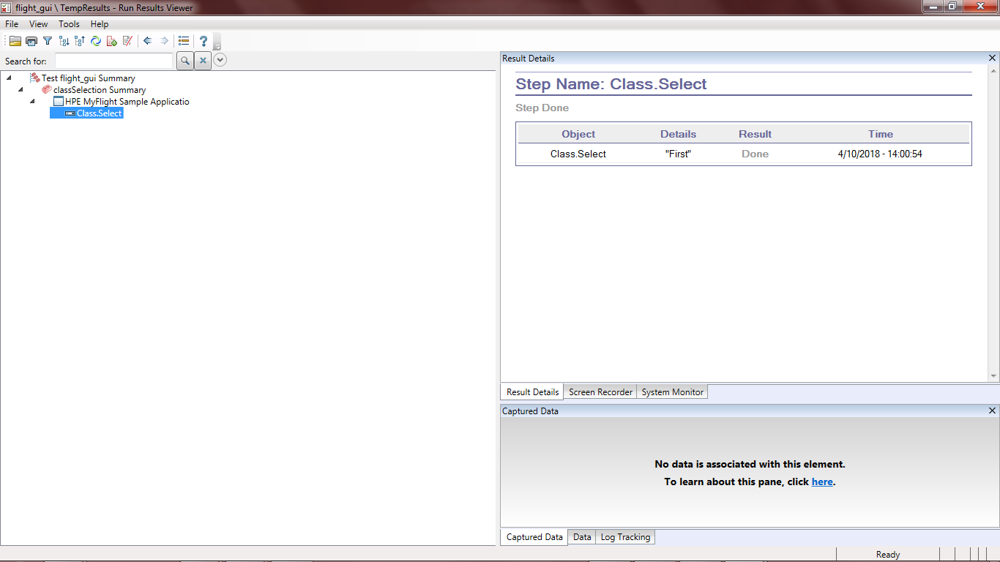 flight_gui \ TempResults - Run Results Viewer
File View Tools Help
Search for:
Test flight_gui Summary
classSelection Summary
HPE MyFlight Sample Applicatio
Class.Select
Result Details
Step Name: Class.Select
Step Done
Object Details Result Time
Class.Select "First" Done 4/10/2018 - 14:00:54
Result Details Screen Recorder System Monitor
Captured Data
No data is associated with this element.
To learn about this pane, click here.
Captured Data Data Log Tracking
Ready